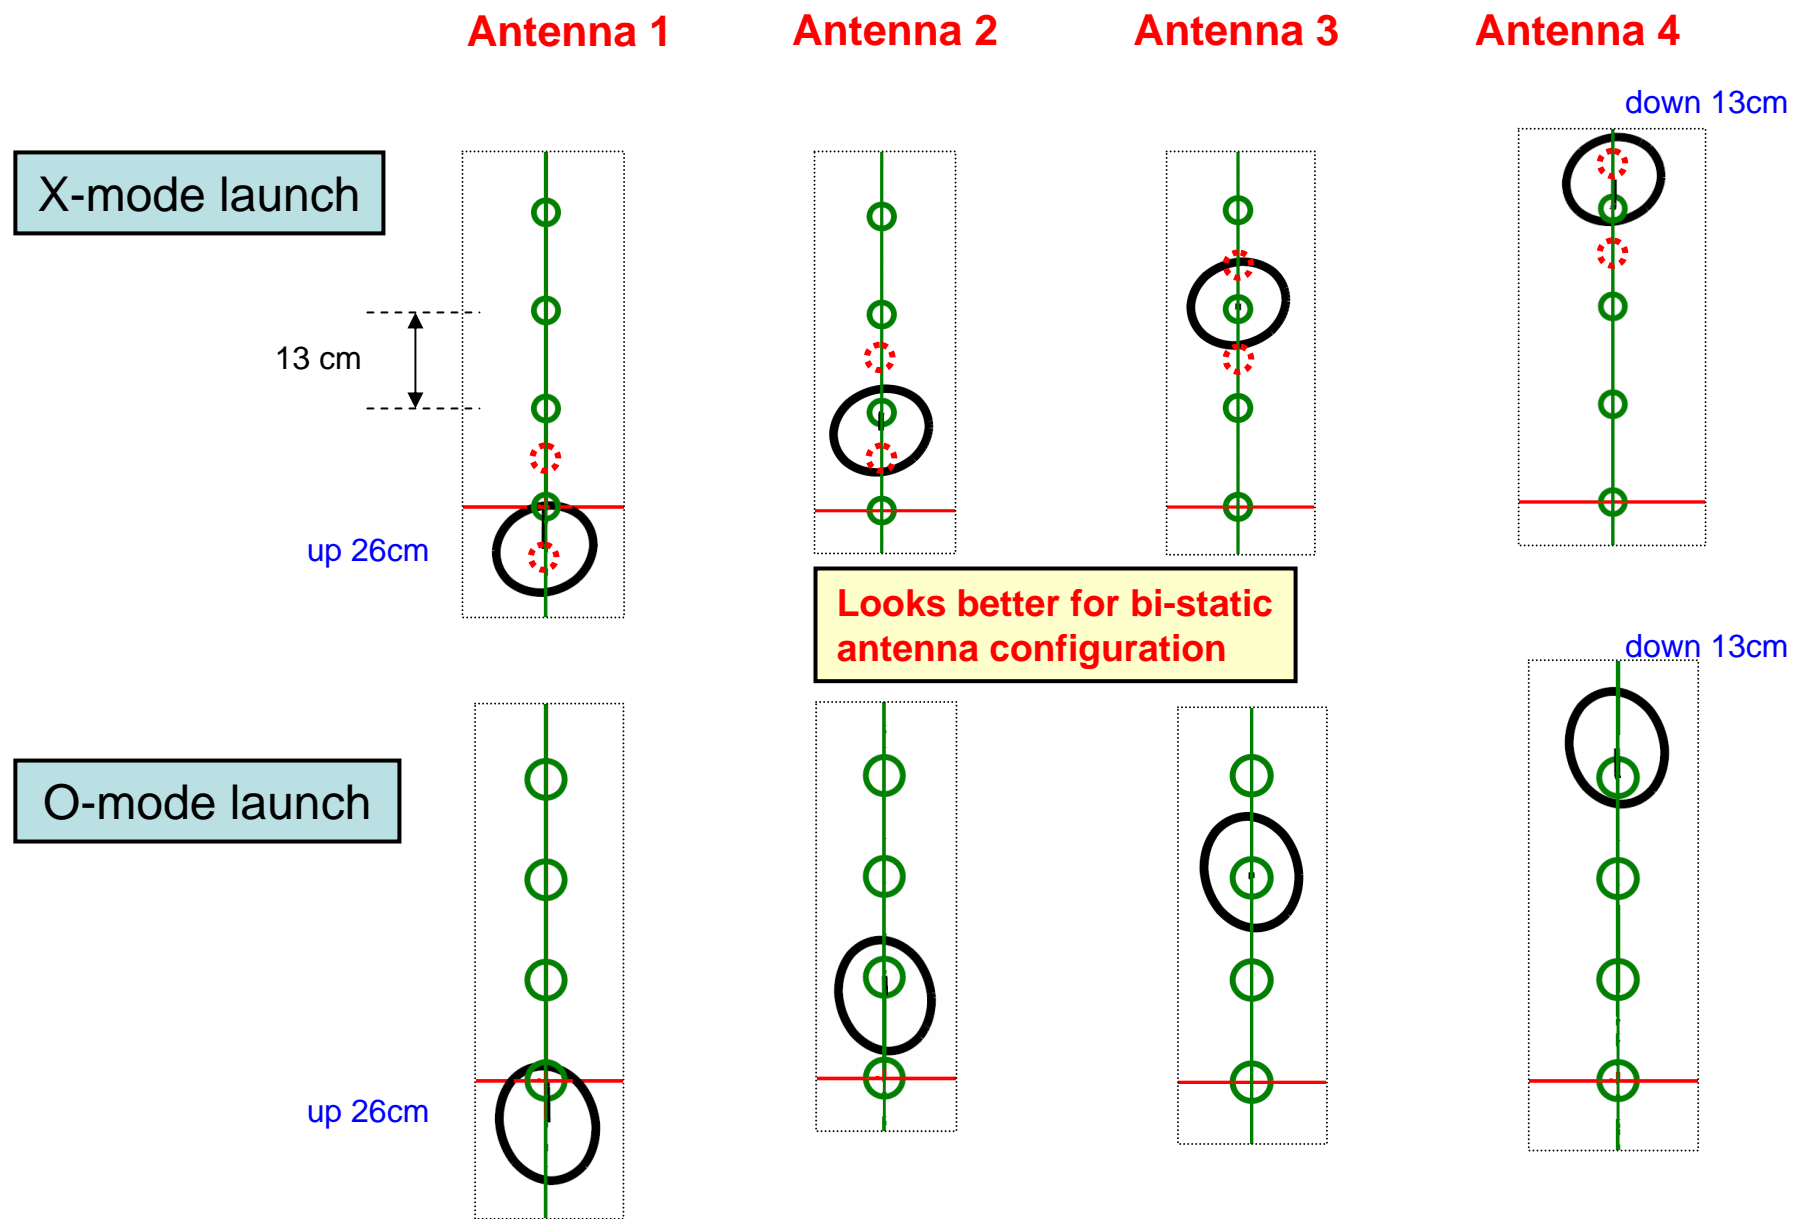 Antenna 1
Antenna 2
Antenna 3
Antenna 4
down 13cm
X-mode launch
13 cm
up 26cm
Looks better for bi-static
antenna configuration
down 13cm
O-mode launch
up 26cm